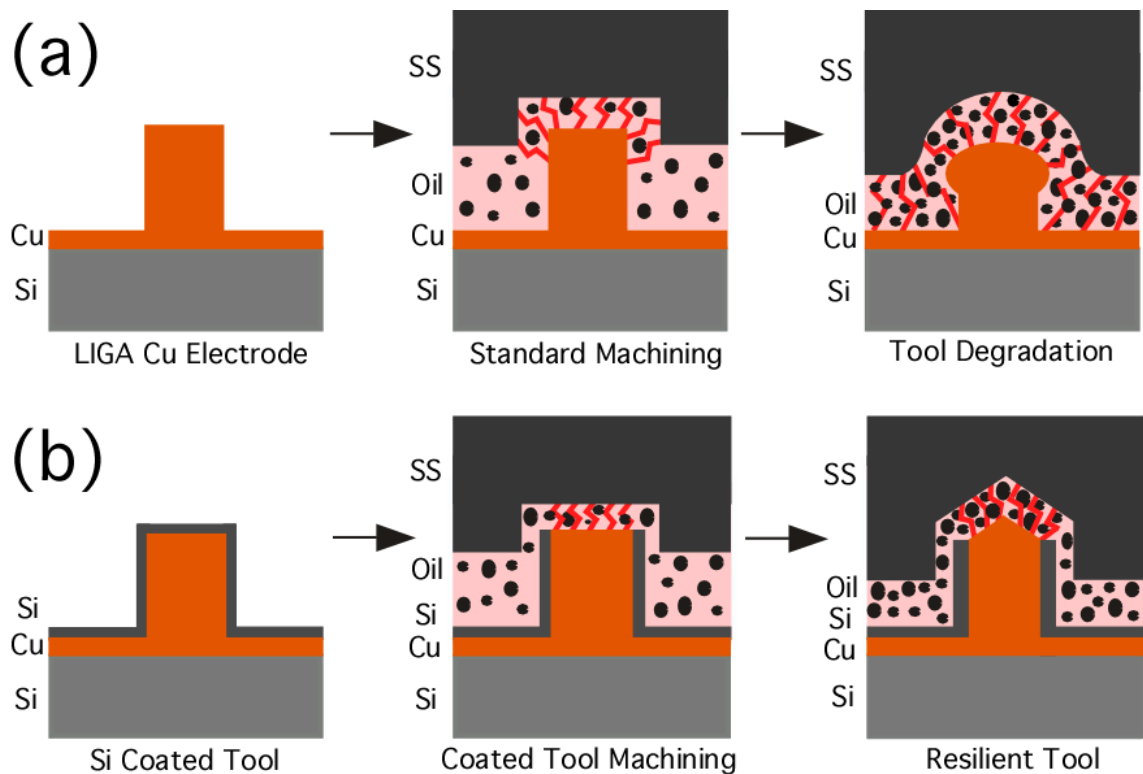 (a)
Cu
Si
LIGA Cu Electrode
SS
Oil
Cu
Si
Standard Machining
SS
Oil
Cu
Si
Tool Degradation
(b)
Si
Cu
Si
Si Coated Tool
SS
Oil
Si
Cu
Si
Coated Tool Machining
SS
Oil
Si
Cu
Si
Resilient Tool